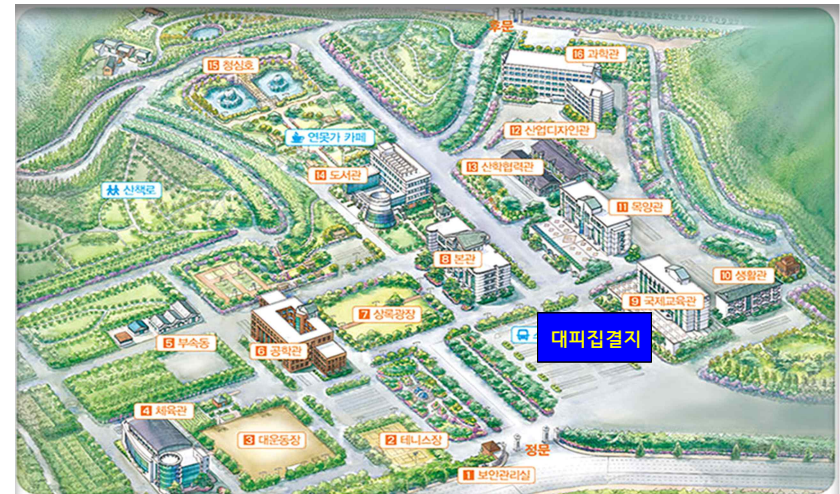 후문
16 과학관
15 청심호
12 산업디자인관
연못가 카페
13 산학협력관
14 도서관
산책로
11 목양관
8 본관
10 생활관
9 국제교육관
7 상록광장
대피집결지
5 부속동
6 공학관
4 체육관
3 대운동장
2 테니스장
정문
1 보안관리실